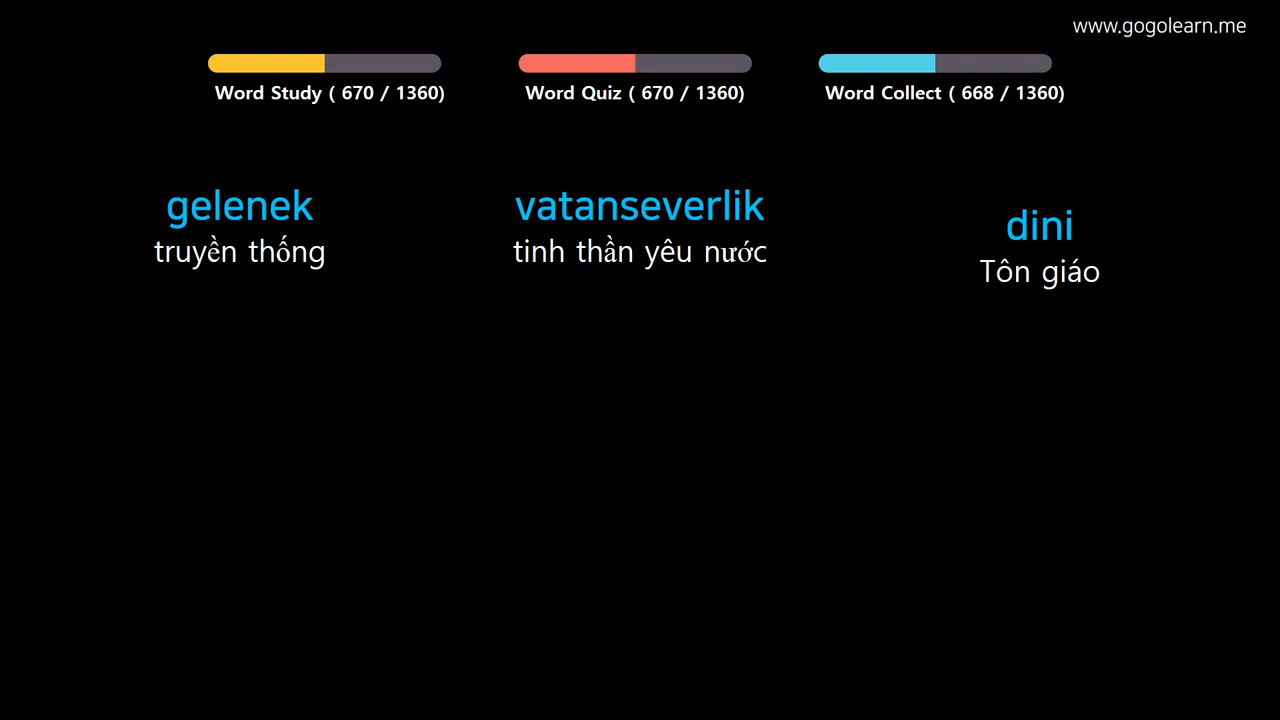 www.gogolearn.me
Word Study ( 670 / 1360)
Word Quiz ( 670 / 1360)
Word Collect ( 668 / 1360)
gelenek
truyền thống
vatanseverlik
tinh thần yêu nước
dini
Tôn giáo